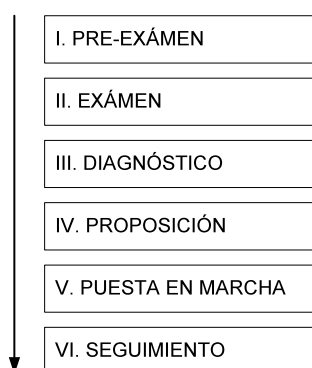 I. PRE-EXÁMEN
II. EXÁMEN
III. DIAGNÓSTICO
IV. PROPOSICIÓN
V. PUESTA EN MARCHA
VI. SEGUIMIENTO